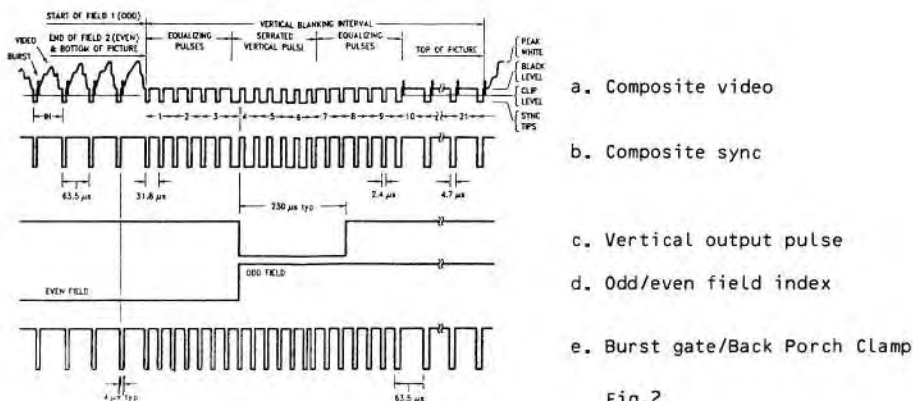 START OF FIELD 1 (ODD)
VERTICAL BLANKING INTERVAL
END OF FIELD 2 (EVEN)
& BOTTOM OF PICTURE
VIDEO
BURST
EQUALIZING
PULSES
SERRATED
VERTICAL PULSE
EQUALIZING
PULSES
TOP OF PICTURE
PEAK
WHITE
BLACK
LEVEL
CLIP
LEVEL
SYNC
TIPS
1 2 3 4 5 6 7 8 9 10 21
a. Composite video
b. Composite sync
63.5 µs
31.8 µs
2.4 µs
4.7 µs
230 µs typ
c. Vertical output pulse
ODD FIELD
d. Odd/even field index
EVEN FIELD
e. Burst gate/Back Porch Clamp
4 µs typ
63.5 µs
Fig.2